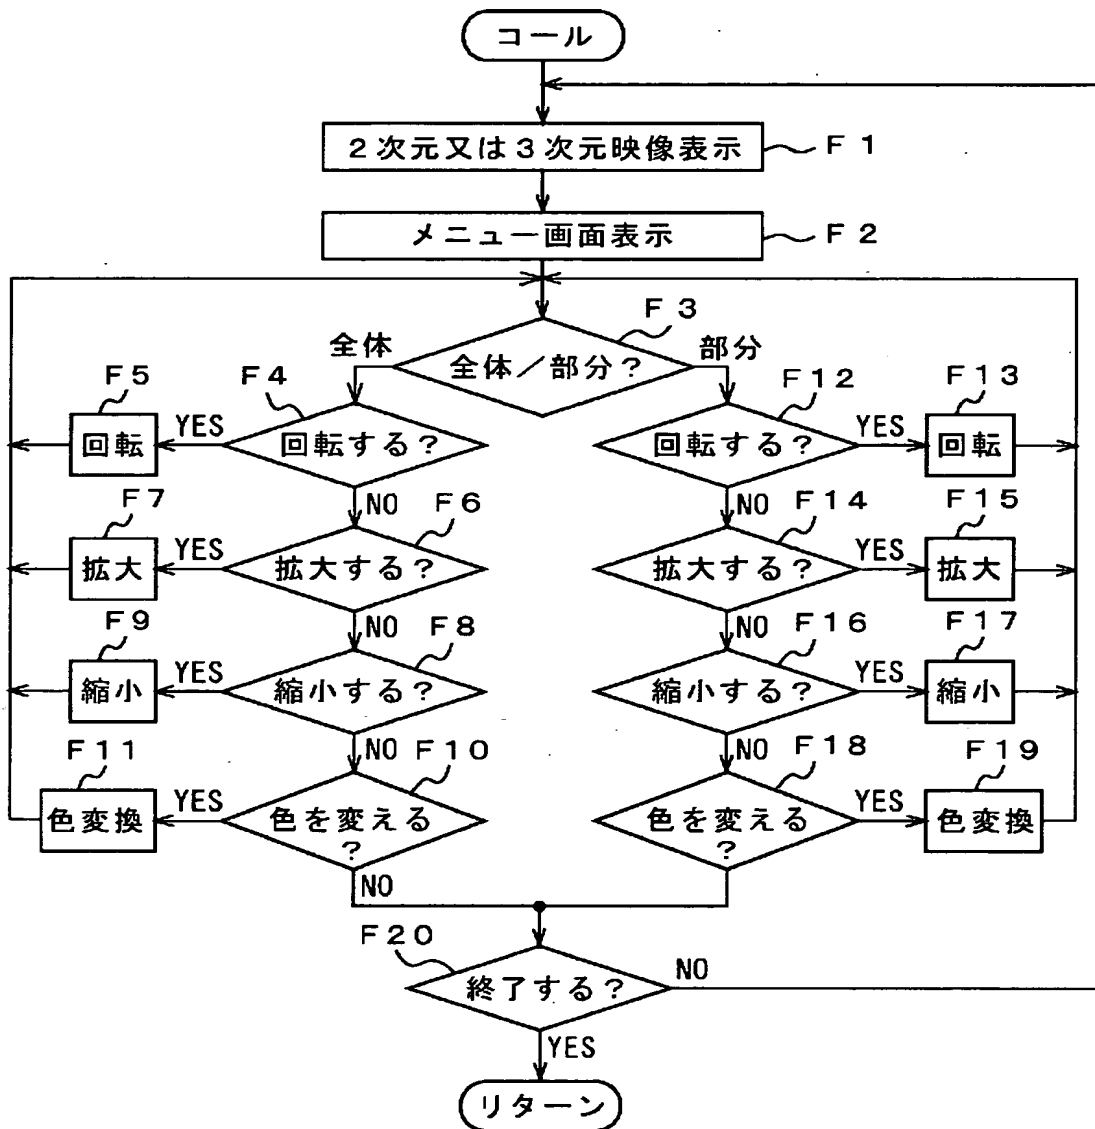 コール
2次元又は3次元映像表示 F1
メニュー画面表示 F2
F3
全体 全体/部分? 部分
F5 F4 F12 F13
回転 YES 回転する? 回転する? YES 回転
NO NO
F7 F6 F14 F15
拡大 YES 拡大する? 拡大する? YES 拡大
NO NO
F9 F8 F16 F17
縮小 YES 縮小する? 縮小する? YES 縮小
NO NO
F11 F10 F18 F19
色変換 YES 色を変える 色を変える YES 色変換
? ?
NO
F20
終了する? NO
YES
リターン